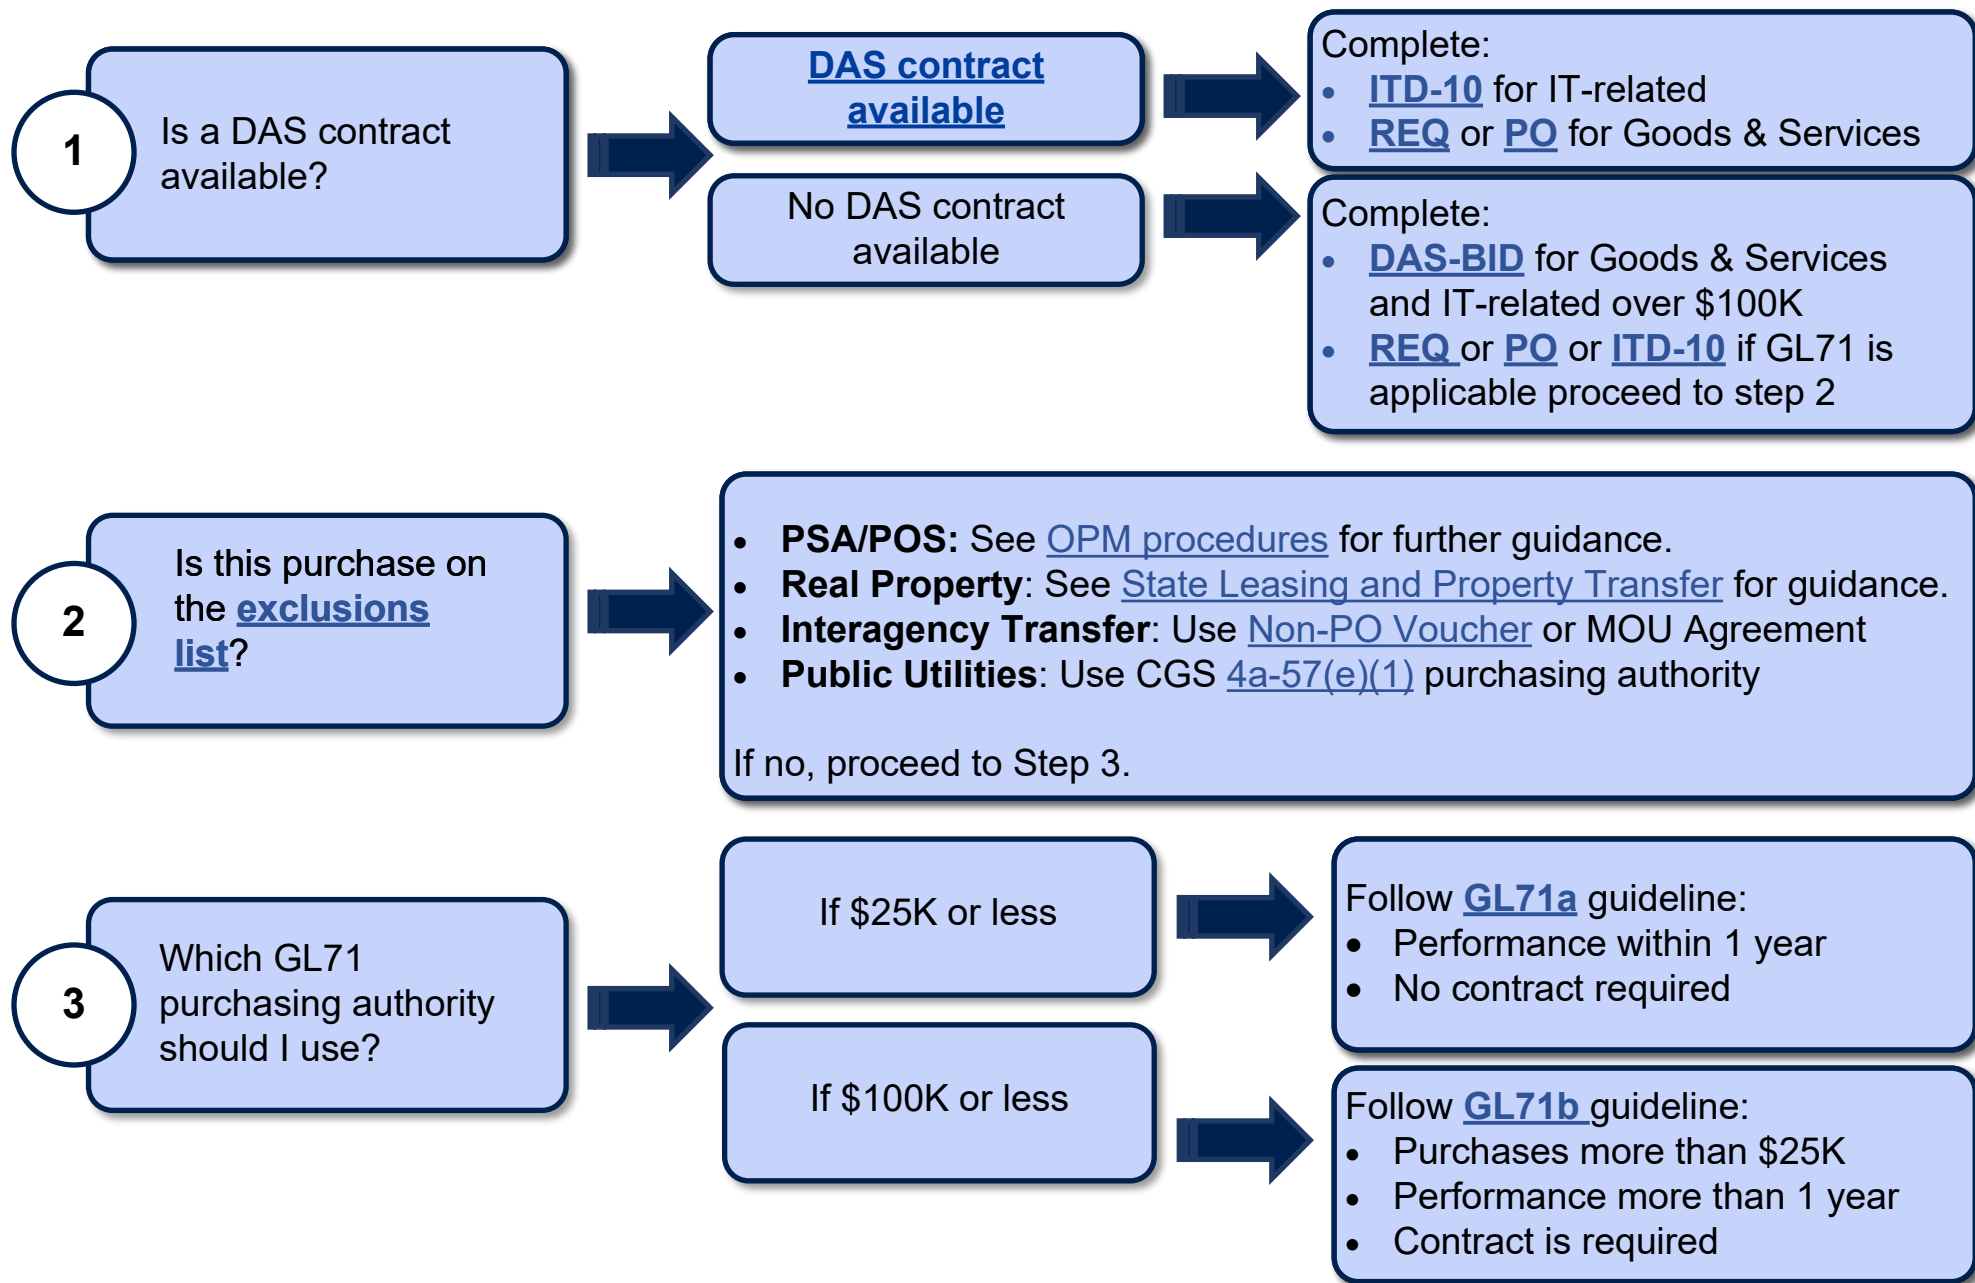 1
Is a DAS contract
available?
DAS contract
available
No DAS contract
available
Complete:
• ITD-10 for IT-related
• REQ or PO for Goods & Services
Complete:
• DAS-BID for Goods & Services
and IT-related over $100K
• REQ or PO or ITD-10 if GL71 is
applicable proceed to step 2
2
Is this purchase on
the exclusions
list?
• PSA/POS: See OPM procedures for further guidance.
• Real Property: See State Leasing and Property Transfer for guidance.
• Interagency Transfer: Use Non-PO Voucher or MOU Agreement
• Public Utilities: Use CGS 4a-57(e)(1) purchasing authority
If no, proceed to Step 3.
3
Which GL71
purchasing authority
should I use?
If $25K or less
Follow GL71a guideline:
• Performance within 1 year
• No contract required
If $100K or less
Follow GL71b guideline:
• Purchases more than $25K
• Performance more than 1 year
• Contract is required